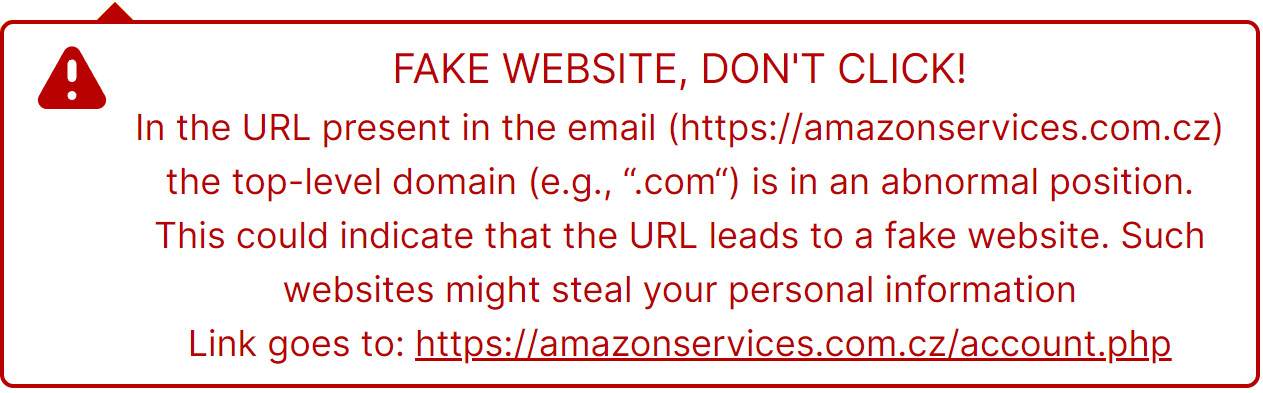 FAKE WEBSITE, DON'T CLICK!
In the URL present in the email (https://amazonservices.com.cz)
the top-level domain (e.g., “.com“) is in an abnormal position.
This could indicate that the URL leads to a fake website. Such
websites might steal your personal information
Link goes to: https://amazonservices.com.cz/account.php